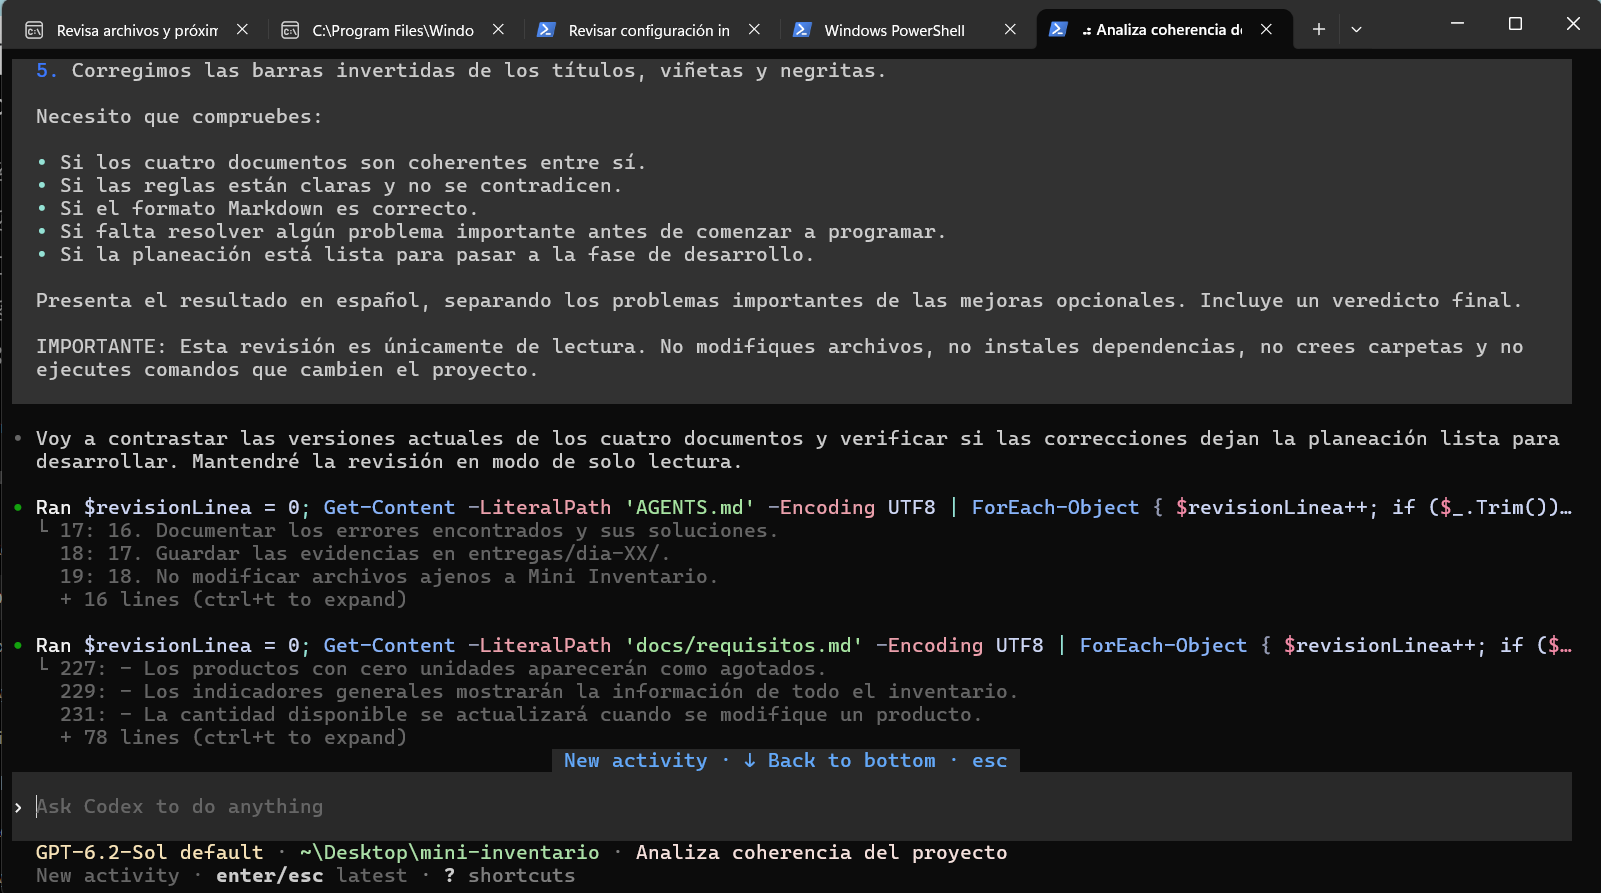 Revisa archivos y próxim
C:\Program Files\Windo
Revisar configuración in
Windows PowerShell
Analiza coherencia de
5. Corregimos las barras invertidas de los títulos, viñetas y negritas.
Necesito que compruebes:
• Si los cuatro documentos son coherentes entre sí.
• Si las reglas están claras y no se contradicen.
• Si el formato Markdown es correcto.
• Si falta resolver algún problema importante antes de comenzar a programar.
• Si la planeación está lista para pasar a la fase de desarrollo.
Presenta el resultado en español, separando los problemas importantes de las mejoras opcionales. Incluye un veredicto final.
IMPORTANTE: Esta revisión es únicamente de lectura. No modifiques archivos, no instales dependencias, no crees carpetas y no
ejecutes comandos que cambien el proyecto.
• Voy a contrastar las versiones actuales de los cuatro documentos y verificar si las correcciones dejan la planeación lista para
desarrollar. Mantendré la revisión en modo de solo lectura.
• Ran $revisionLinea = 0; Get-Content -LiteralPath 'AGENTS.md' -Encoding UTF8 | ForEach-Object { $revisionLinea++; if ($_.Trim())…
└ 17: 16. Documentar los errores encontrados y sus soluciones.
18: 17. Guardar las evidencias en entregas/dia-XX/.
19: 18. No modificar archivos ajenos a Mini Inventario.
+ 16 lines (ctrl+t to expand)
• Ran $revisionLinea = 0; Get-Content -LiteralPath 'docs/requisitos.md' -Encoding UTF8 | ForEach-Object { $revisionLinea++; if ($…
└ 227: - Los productos con cero unidades aparecerán como agotados.
229: - Los indicadores generales mostrarán la información de todo el inventario.
231: - La cantidad disponible se actualizará cuando se modifique un producto.
+ 78 lines (ctrl+t to expand)
New activity · ↓ Back to bottom · esc
› Ask Codex to do anything
GPT-6.2-Sol default · ~\Desktop\mini-inventario · Analiza coherencia del proyecto
New activity · enter/esc latest · ? shortcuts